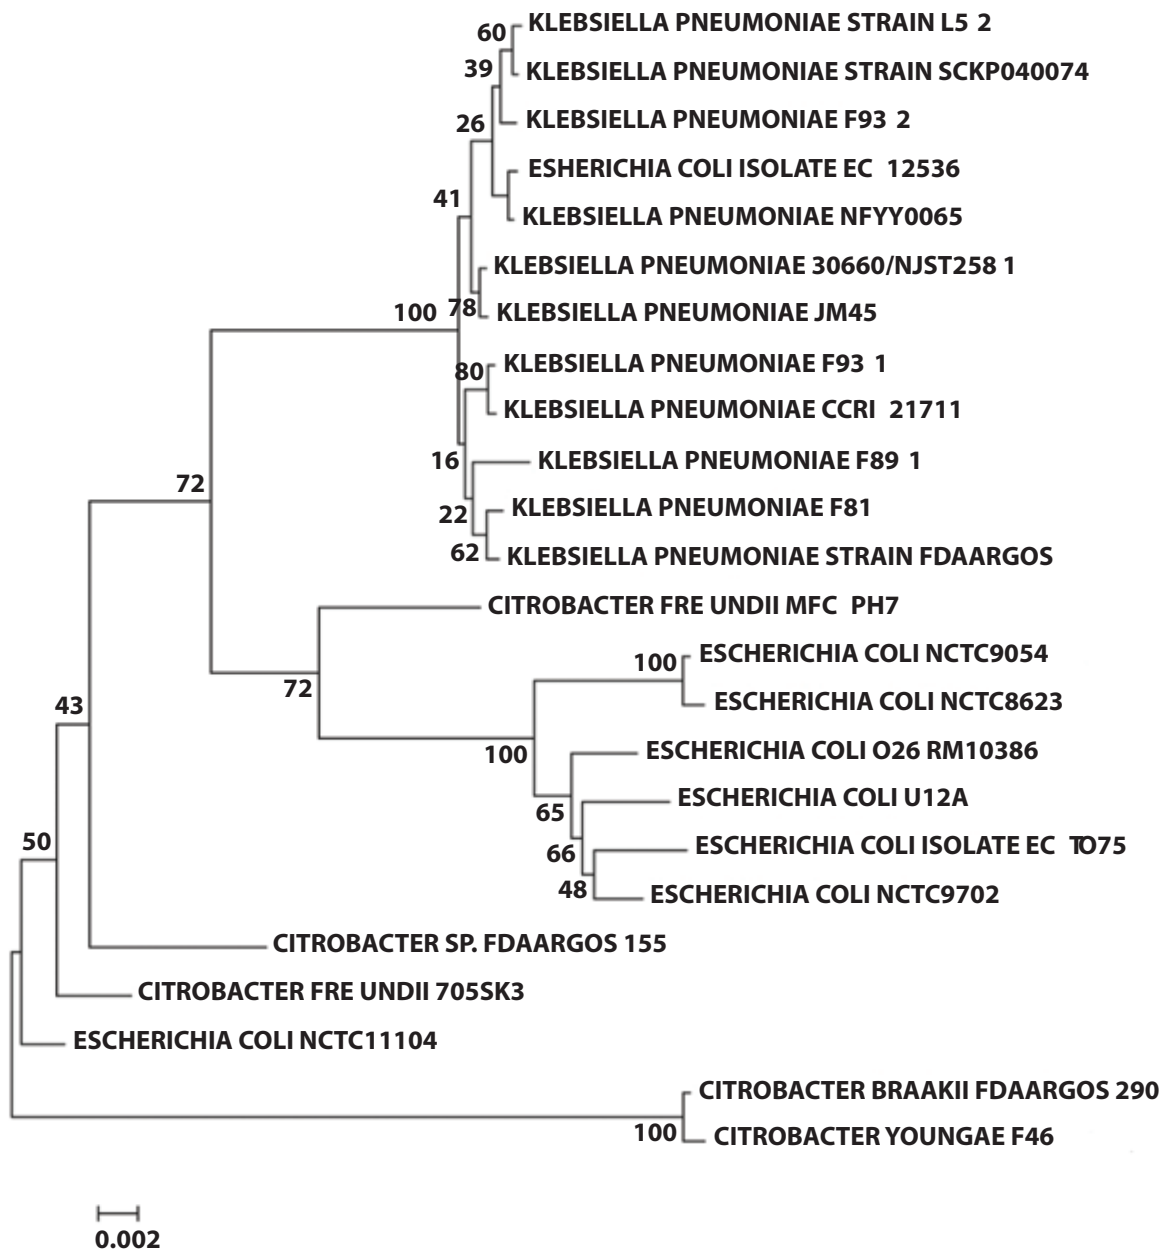 KLEBSIELLA PNEUMONIAE STRAIN L5 2
60
39
KLEBSIELLA PNEUMONIAE STRAIN SCKP040074
KLEBSIELLA PNEUMONIAE F93 2
26
ESHERICHIA COLI ISOLATE EC 12536
41
KLEBSIELLA PNEUMONIAE NFYY0065
KLEBSIELLA PNEUMONIAE 30660/NJST258 1
100
78
KLEBSIELLA PNEUMONIAE JM45
KLEBSIELLA PNEUMONIAE F93 1
80
KLEBSIELLA PNEUMONIAE CCRI 21711
16
KLEBSIELLA PNEUMONIAE F89 1
72
KLEBSIELLA PNEUMONIAE F81
22
62
KLEBSIELLA PNEUMONIAE STRAIN FDAARGOS
CITROBACTER FRE UNDII MFC PH7
100
ESCHERICHIA COLI NCTC9054
72
ESCHERICHIA COLI NCTC8623
43
100
ESCHERICHIA COLI O26 RM10386
ESCHERICHIA COLI U12A
65
50
66
ESCHERICHIA COLI ISOLATE EC TO75
48
ESCHERICHIA COLI NCTC9702
CITROBACTER SP. FDAARGOS 155
CITROBACTER FRE UNDII 705SK3
ESCHERICHIA COLI NCTC11104
CITROBACTER BRAAKII FDAARGOS 290
100
CITROBACTER YOUNGAE F46
0.002